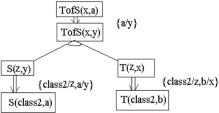 TofS(x,a)
{a/y}
TofS(x,y)
S(z,y)
T(z,x)
{class2/z,a/y}
{class2/z,b/x}
S(class2,a)
T(class2,b)